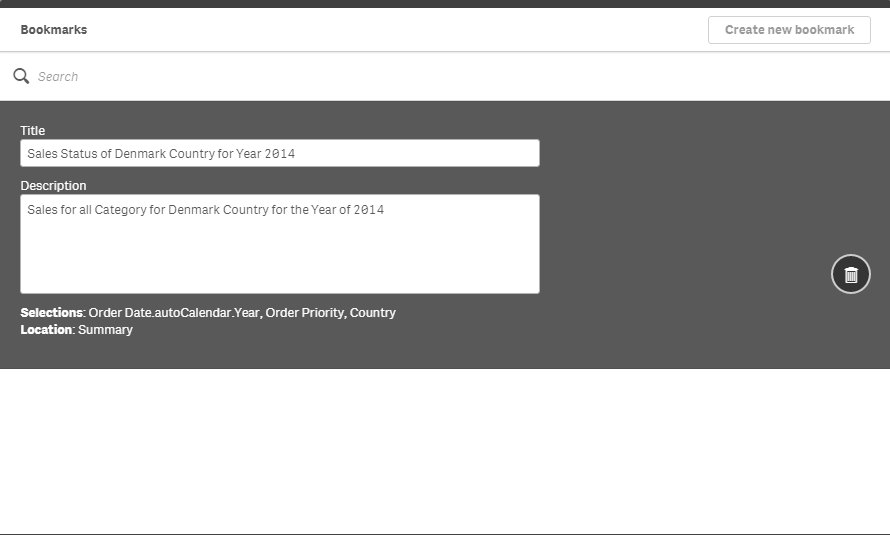 Bookmarks
Create new bookmark
Search
Title
Sales Status of Denmark Country for Year 2014
Description
Sales for all Category for Denmark Country for the Year of 2014
Selections: Order Date.autoCalendar.Year, Order Priority, Country
Location: Summary